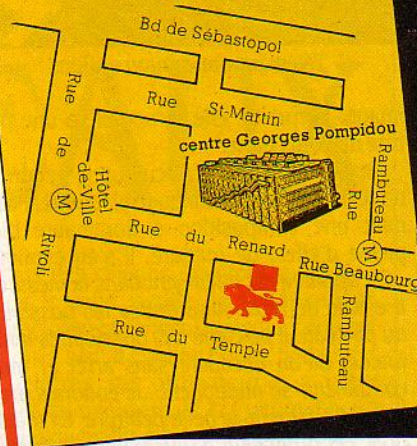 Bd de Sébastopol
Rue St-Martin
centre Georges Pompidou
Rue de Rivoli
Hôtel
de-Ville
M
Rue Rambuteau
Rambuteau
M
Rue du Renard
Rue Beaubourg
Rue du Temple